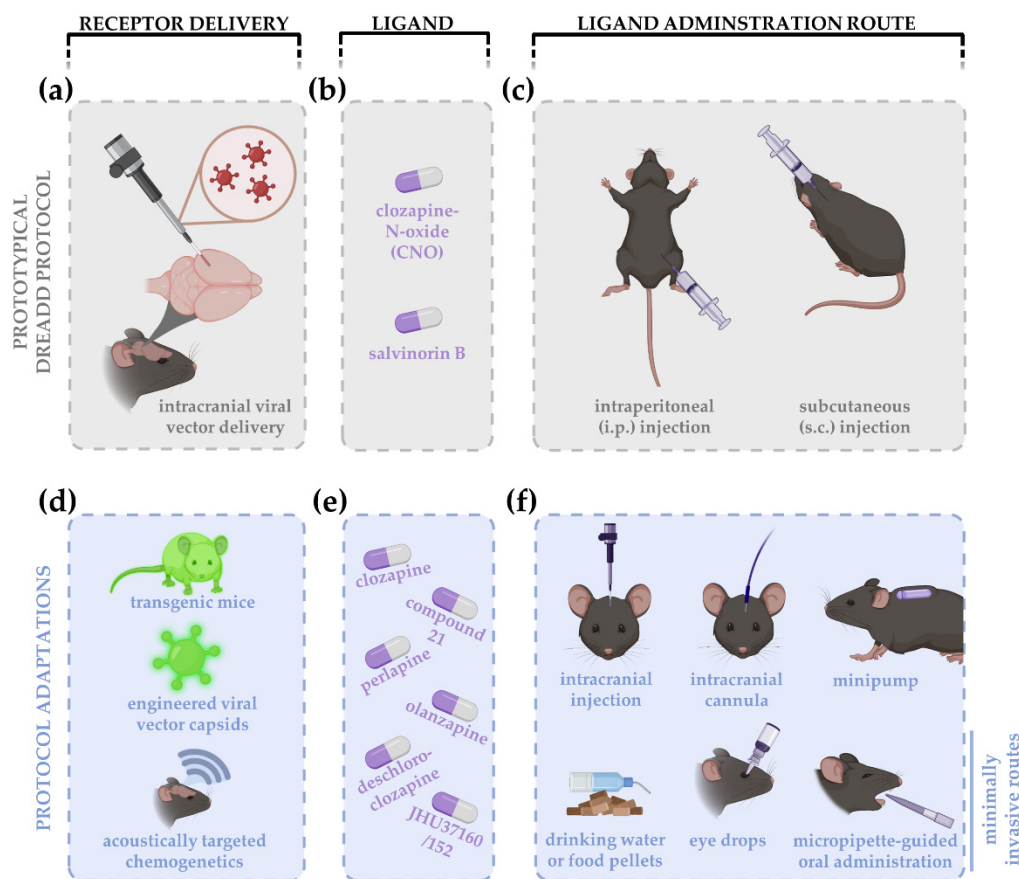 RECEPTOR DELIVERY
LIGAND
LIGAND ADMINSTRATION ROUTE
(a)
(b)
(c)
PROTOTYPICAL
DREADD PROTOCOL
intracranial viral
vector delivery
clozapine-
N-oxide
(CNO)
salvinorin B
intraperitoneal
(i.p.) injection
subcutaneous
(s.c.) injection
(d)
(e)
(f)
PROTOCOL ADAPTATIONS
transgenic mice
engineered viral
vector capsids
acoustically targeted
chemogenetics
clozapine
compound
21
perlapine
olanzapine
deschloro-
clozapine
JHU37160
/152
intracranial
injection
intracranial
cannula
minipump
drinking water
or food pellets
eye drops
micropipette-guided
oral administration
minimally
invasive routes